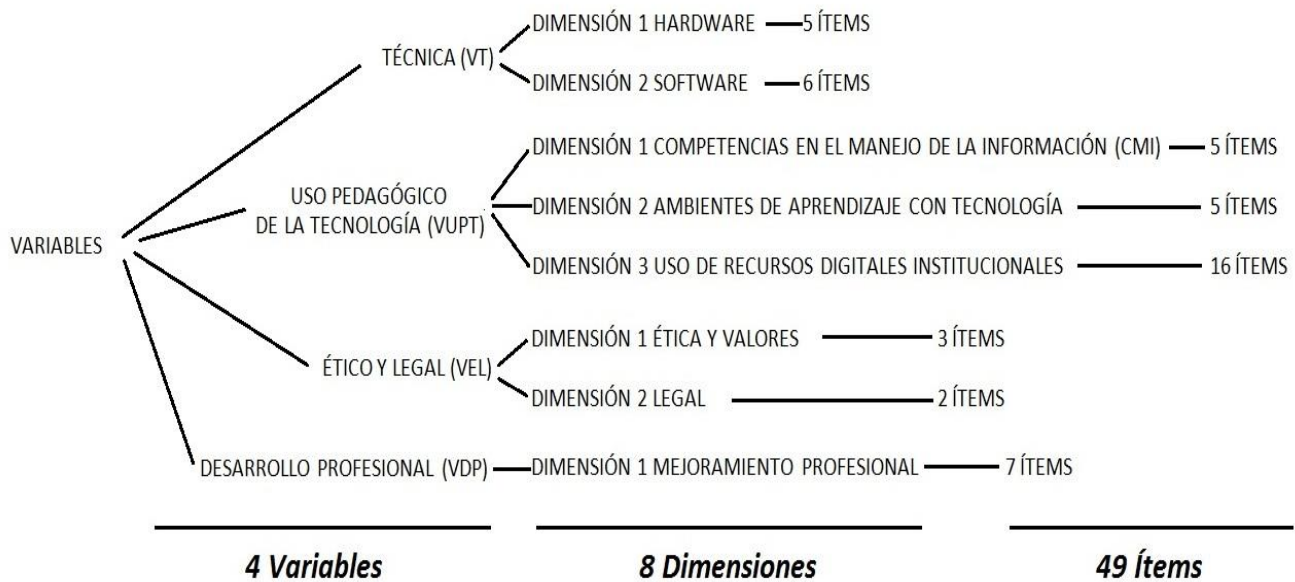 DIMENSIÓN 1 HARDWARE 5 ÍTEMS
TÉCNICA (VT)
DIMENSIÓN 2 SOFTWARE 6 ÍTEMS
DIMENSIÓN 1 COMPETENCIAS EN EL MANEJO DE LA INFORMACIÓN (CMI) 5 ÍTEMS
USO PEDAGÓGICO
DE LA TECNOLOGÍA (VUPT)
DIMENSIÓN 2 AMBIENTES DE APRENDIZAJE CON TECNOLOGÍA 5 ÍTEMS
VARIABLES
DIMENSIÓN 3 USO DE RECURSOS DIGITALES INSTITUCIONALES 16 ÍTEMS
DIMENSIÓN 1 ÉTICA Y VALORES 3 ÍTEMS
ÉTICO Y LEGAL (VEL)
DIMENSIÓN 2 LEGAL 2 ÍTEMS
DESARROLLO PROFESIONAL (VDP) DIMENSIÓN 1 MEJORAMIENTO PROFESIONAL 7 ÍTEMS
4 Variables 8 Dimensiones 49 Ítems